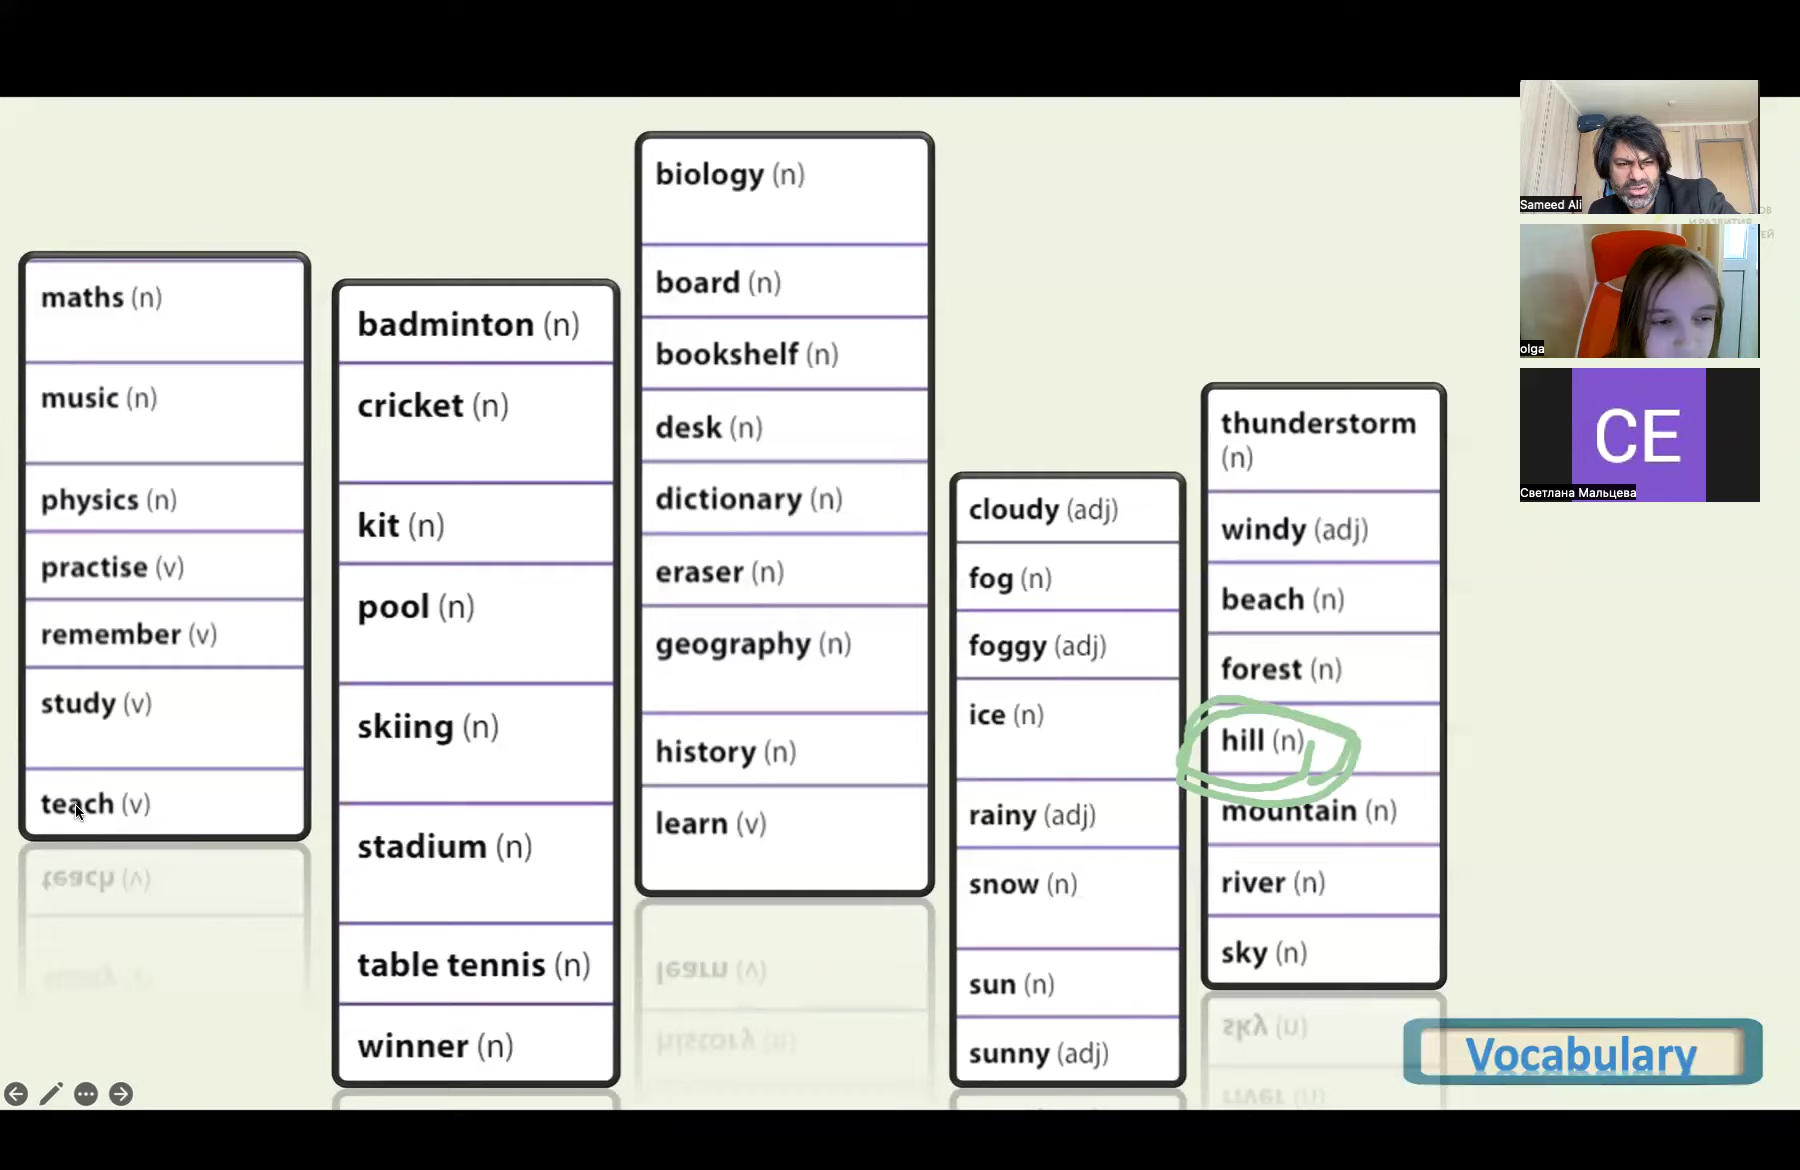 maths (n)
music (n)
physics (n)
practise (v)
remember (v)
study (v)
teach (v)
badminton (n)
cricket (n)
kit (n)
pool (n)
skiing (n)
stadium (n)
table tennis (n)
winner (n)
biology (n)
board (n)
bookshelf (n)
desk (n)
dictionary (n)
eraser (n)
geography (n)
history (n)
learn (v)
cloudy (adj)
fog (n)
foggy (adj)
ice (n)
rainy (adj)
snow (n)
sun (n)
sunny (adj)
thunderstorm
(n)
windy (adj)
beach (n)
forest (n)
hill (n)
mountain (n)
river (n)
sky (n)
Vocabulary
Sameed Ali
olga
CE
Светлана Мальцева